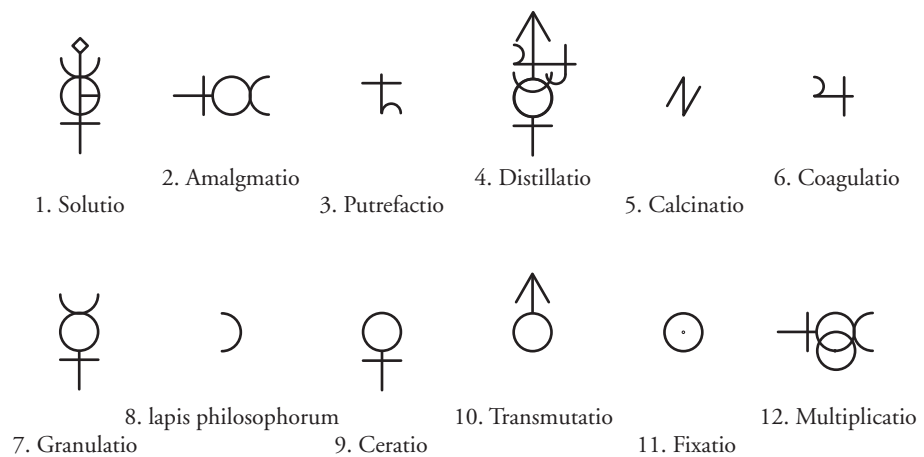 1. Solutio
2. Amalgmatio
3. Putrefactio
4. Distillatio
5. Calcinatio
6. Coagulatio
7. Granulatio
8. lapis philosophorum
9. Ceratio
10. Transmutatio
11. Fixatio
12. Multiplicatio